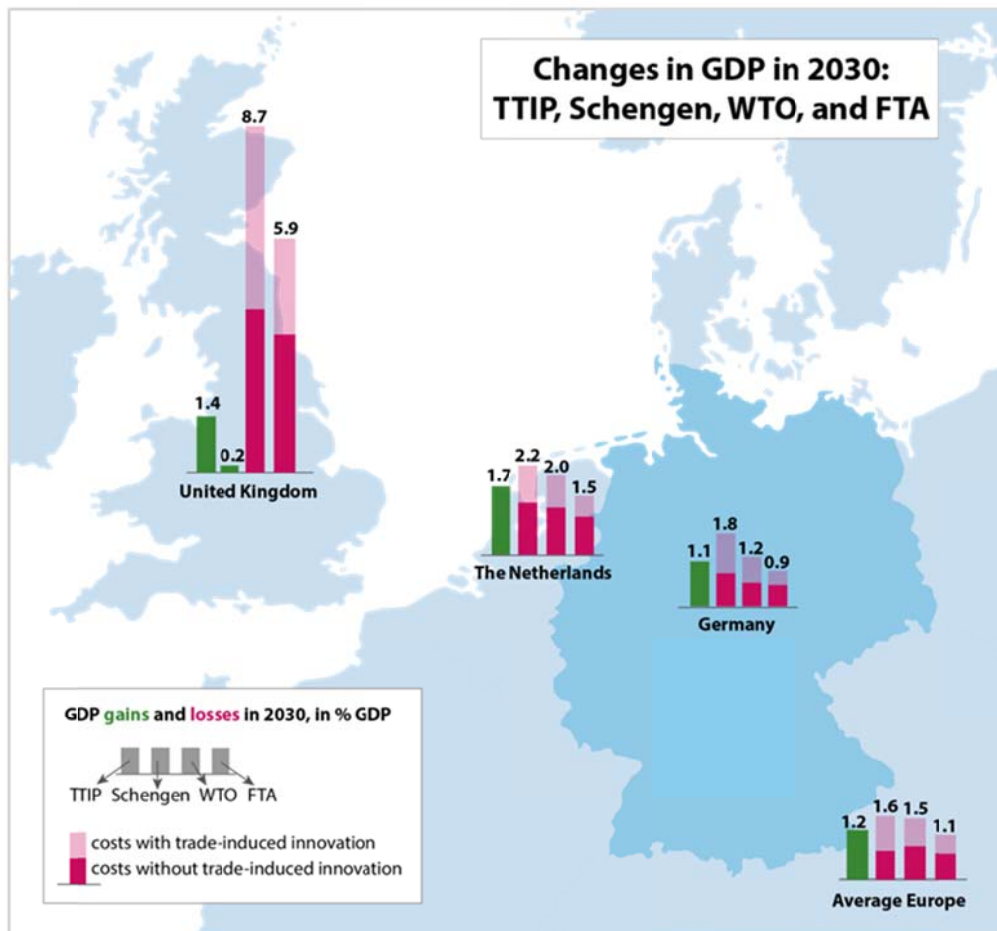 Changes in GDP in 2030:
TTIP, Schengen, WTO, and FTA
8.7
5.9
1.4
0.2
United Kingdom
2.2
2.0
1.7
1.5
The Netherlands
1.8
1.2
1.1
0.9
Germany
GDP gains and losses in 2030, in % GDP
TTIP Schengen WTO FTA
costs with trade-induced innovation
costs without trade-induced innovation
1.6
1.5
1.2
1.1
Average Europe